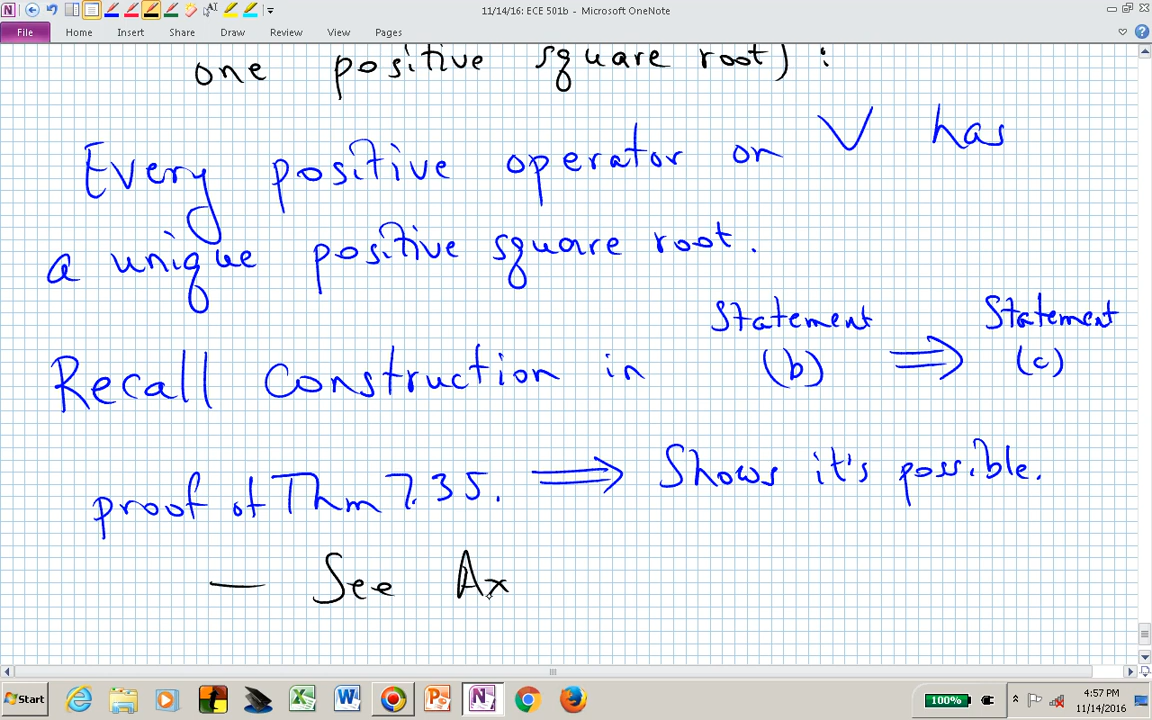 11/14/16: ECE 501b - Microsoft OneNote
File Home Insert Share Draw Review View Pages
one positive square root) :
Every positive operator on V has
a unique positive square root.
Statement Statement
Recall Construction in (b) ⟹ (c)
proof of Thm 7.35. ⟹ Shows it's possible.
— See Ax
Start
100%
4:57 PM
11/14/2016